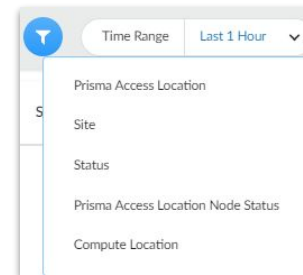 Time Range Last 1 Hour
Prisma Access Location
S
Site
Status
Prisma Access Location Node Status
Compute Location